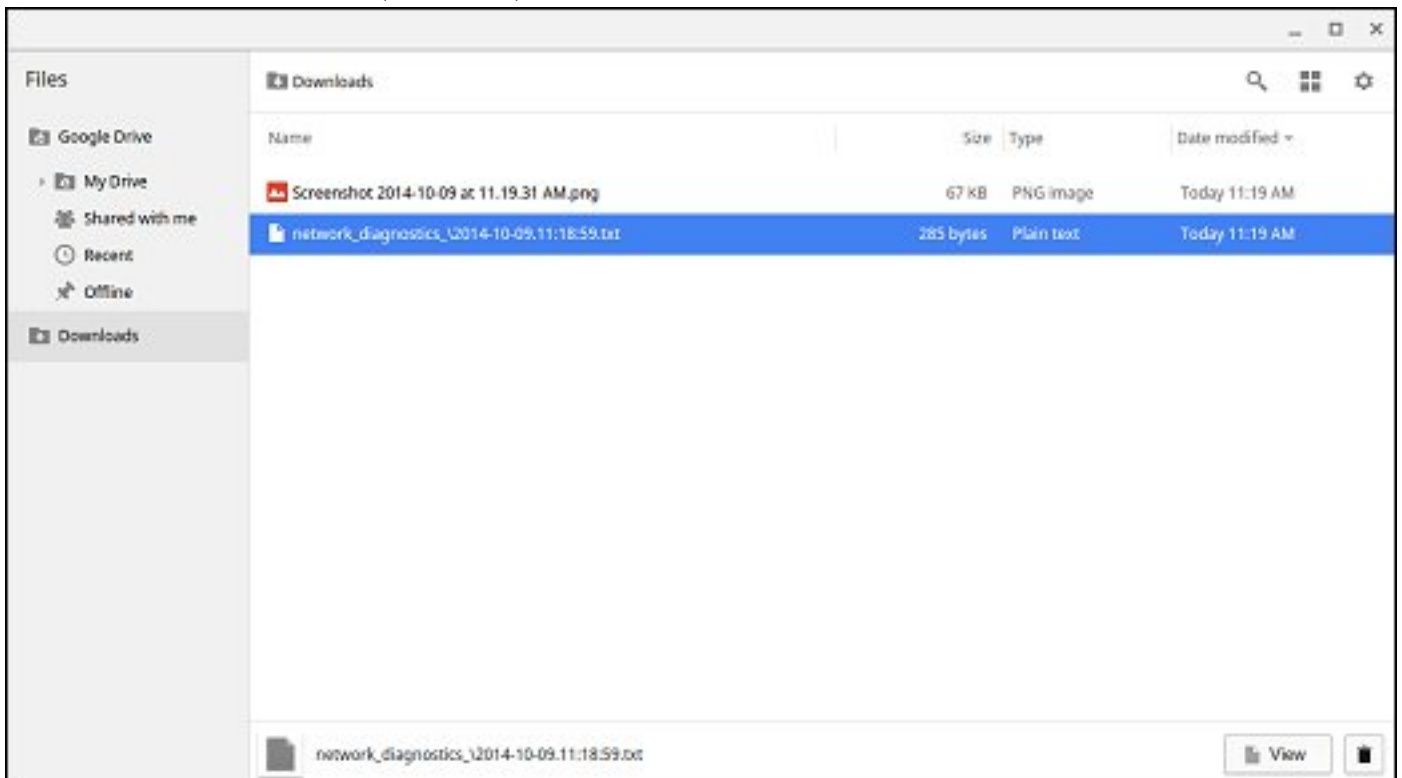 Files
Downloads
Google Drive
Name Size Type Date modified
My Drive
Screenshot 2014-10-09 at 11.19.31 AM.png 67 KB PNG image Today 11:19 AM
Shared with me
network_diagnostics_\2014-10-09.11:18:59.txt 285 bytes Plain text Today 11:19 AM
Recent
Offline
Downloads
network_diagnostics_\2014-10-09.11:18:59.txt View